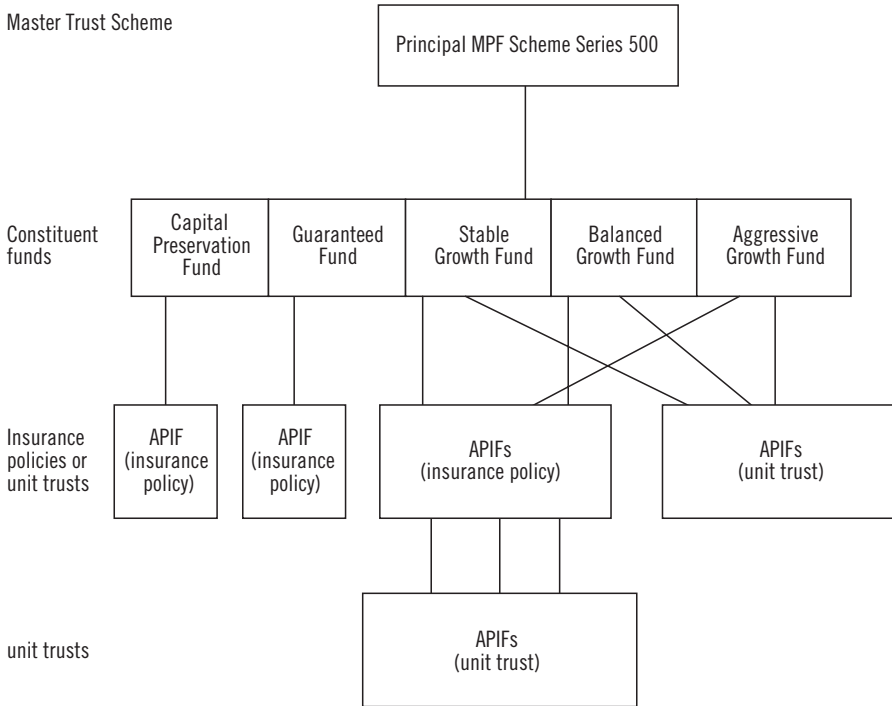 Master Trust Scheme
Principal MPF Scheme Series 500
Constituent
funds
Capital
Preservation
Fund
Guaranteed
Fund
Stable
Growth Fund
Balanced
Growth Fund
Aggressive
Growth Fund
Insurance
policies or
unit trusts
APIF
(insurance
policy)
APIF
(insurance
policy)
APIFs
(insurance policy)
APIFs
(unit trust)
unit trusts
APIFs
(unit trust)